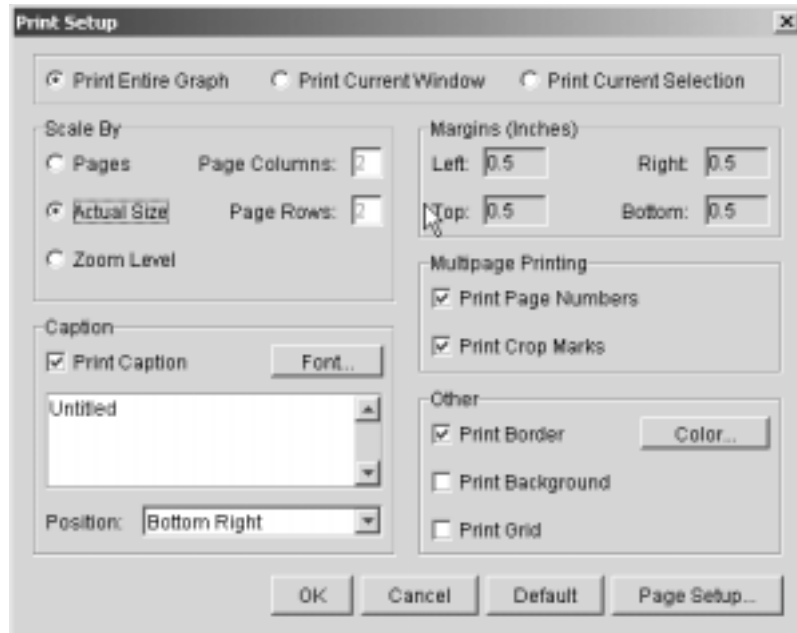 Print Setup
Print Entire Graph Print Current Window Print Current Selection
Scale By
Pages Page Columns: 2
Actual Size Page Rows: 2
Zoom Level
Caption
Print Caption Font...
Untitled
Position: Bottom Right
Margins (Inches)
Left: 0.5 Right: 0.5
Top: 0.5 Bottom: 0.5
Multipage Printing
Print Page Numbers
Print Crop Marks
Other
Print Border Color...
Print Background
Print Grid
OK Cancel Default Page Setup...